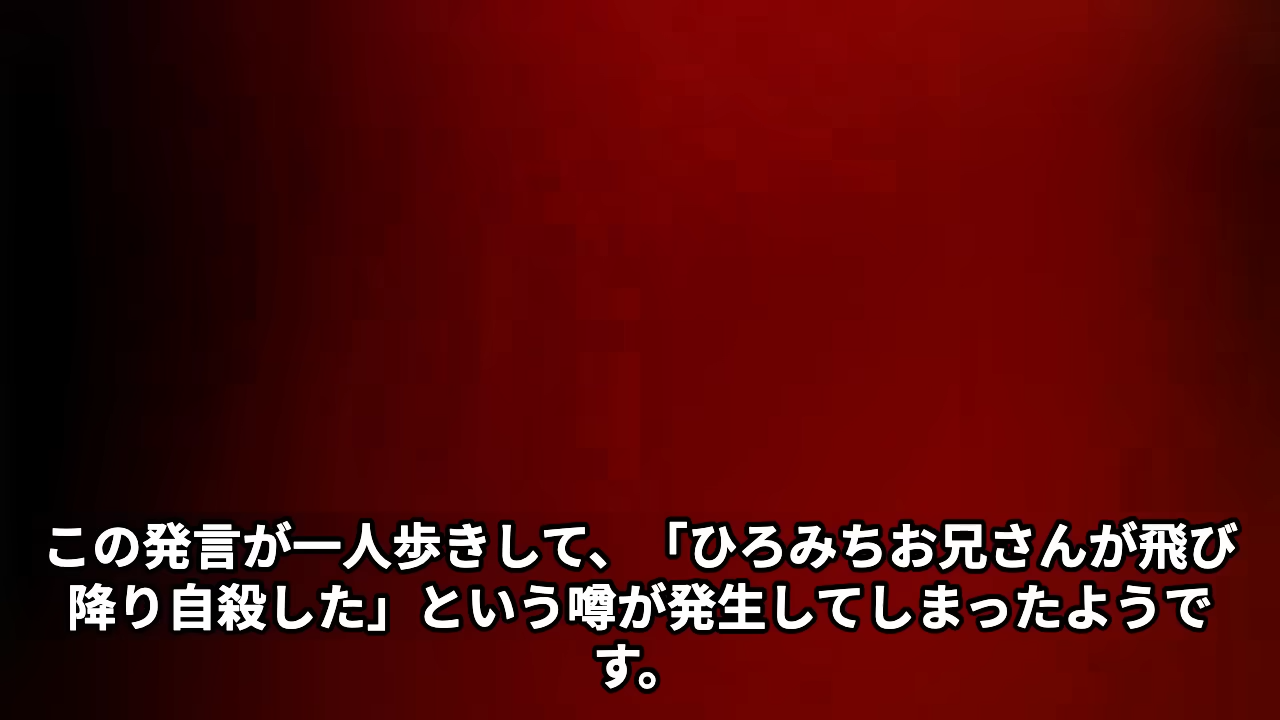 この発言が一人歩きして、「ひろみちお兄さんが飛び
降り自殺した」という噂が発生してしまったようで
す。